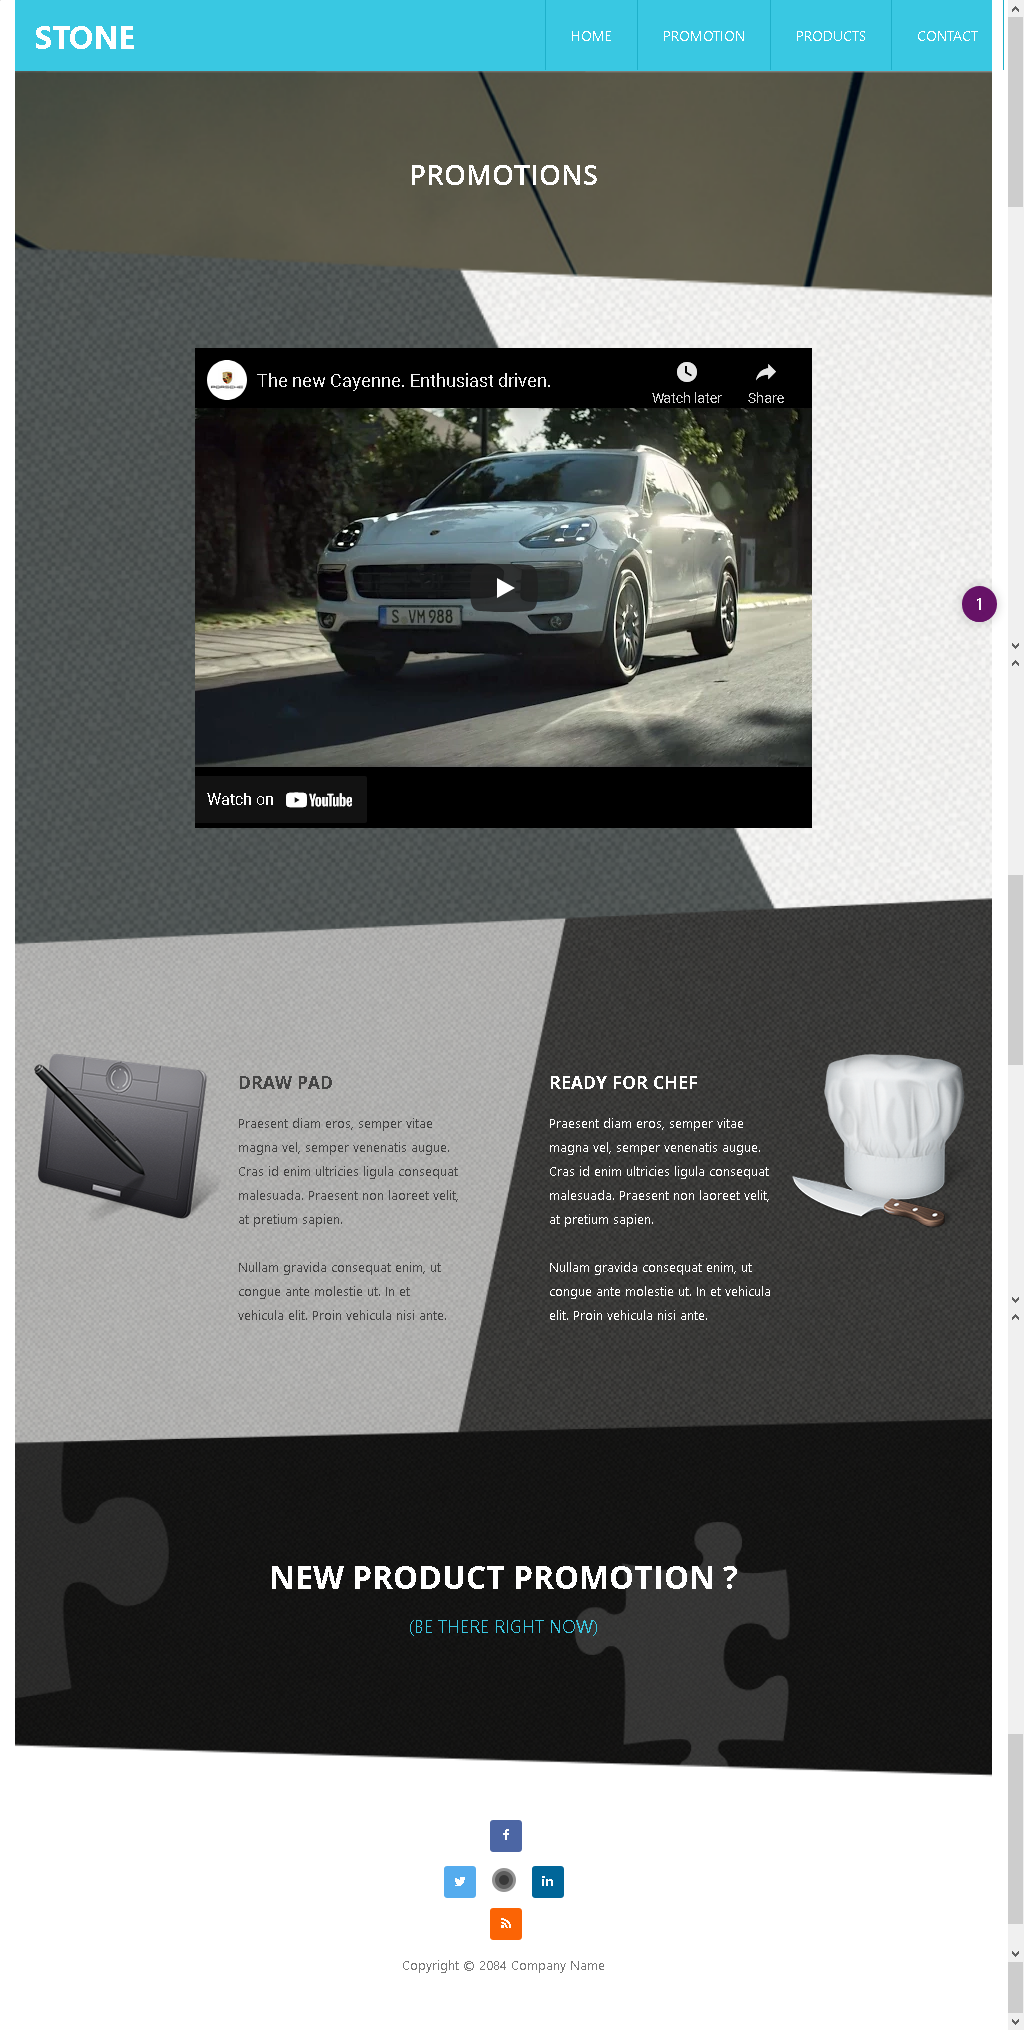 STONE
HOME
PROMOTION
PRODUCTS
CONTACT
PROMOTIONS
The new Cayenne. Enthusiast driven.
Watch later
Share
S VM 988
1
Watch on YouTube
DRAW PAD
Praesent diam eros, semper vitae
magna vel, semper venenatis augue.
Cras id enim ultricies ligula consequat
malesuada. Praesent non laoreet velit,
at pretium sapien.
Nullam gravida consequat enim, ut
congue ante molestie ut. In et
vehicula elit. Proin vehicula nisi ante.
READY FOR CHEF
Praesent diam eros, semper vitae
magna vel, semper venenatis augue.
Cras id enim ultricies ligula consequat
malesuada. Praesent non laoreet velit,
at pretium sapien.
Nullam gravida consequat enim, ut
congue ante molestie ut. In et vehicula
elit. Proin vehicula nisi ante.
NEW PRODUCT PROMOTION ?
(BE THERE RIGHT NOW)
Copyright © 2084 Company Name